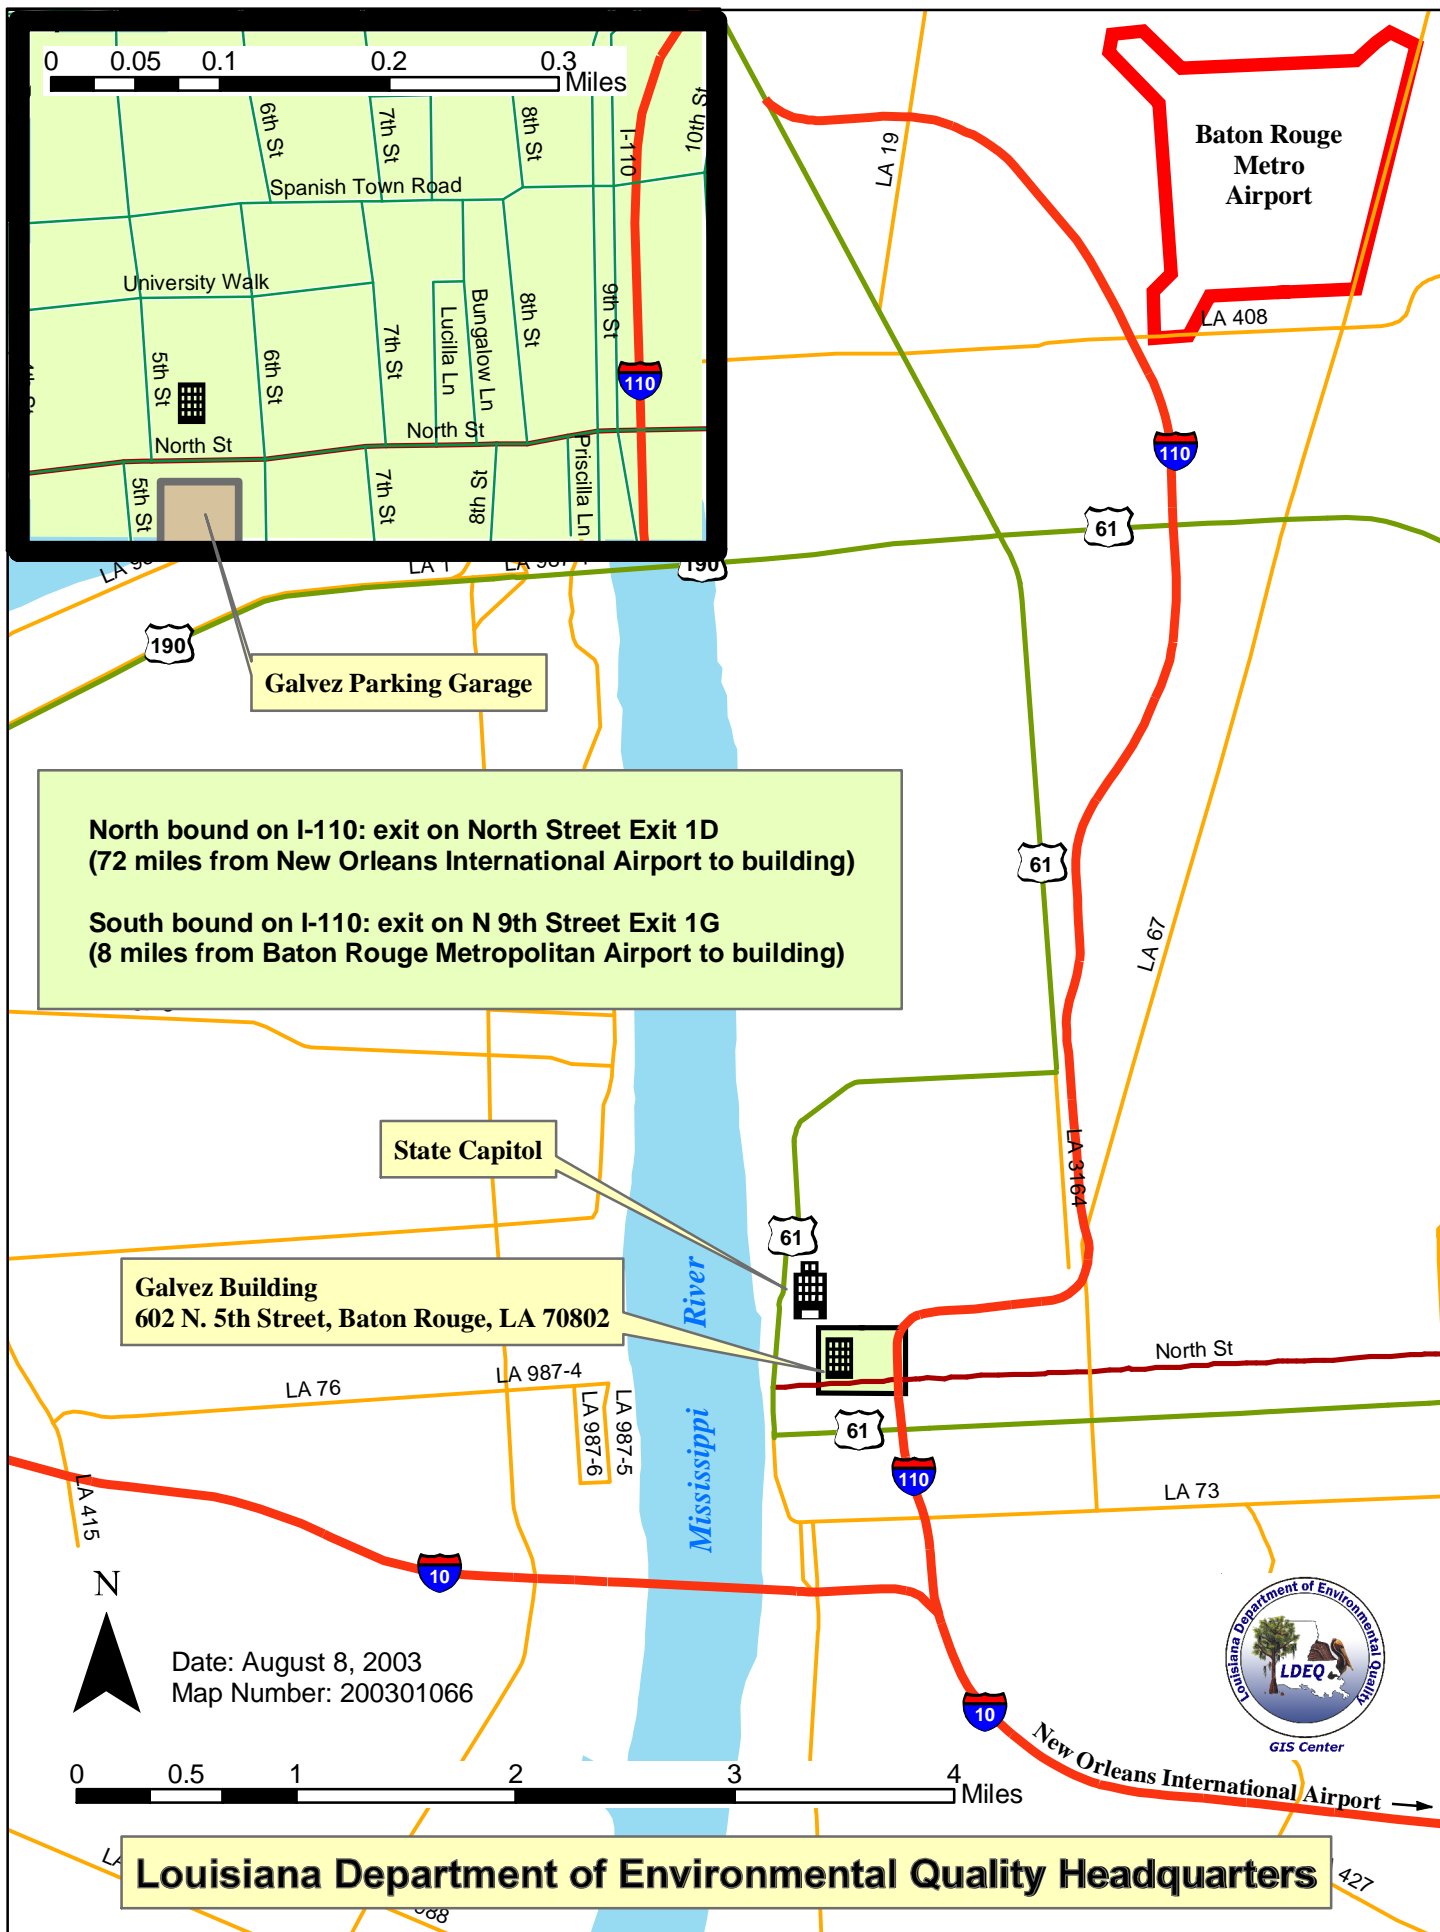 0 0.05 0.1 0.2 0.3
Miles
6th St
7th St
8th St
I-110
10th St
Spanish Town Road
University Walk
5th St
6th St
7th St
Lucilla Ln
Bungalow Ln
8th St
9th St
110
North St
North St
5th St
7th St
8th St
Priscilla Ln
Baton Rouge
Metro
Airport
LA 19
LA 408
110
61
LA 1
190
190
Galvez Parking Garage
North bound on I-110: exit on North Street Exit 1D
(72 miles from New Orleans International Airport to building)
South bound on I-110: exit on N 9th Street Exit 1G
(8 miles from Baton Rouge Metropolitan Airport to building)
61
LA 67
State Capitol
LA 3164
61
Galvez Building
602 N. 5th Street, Baton Rouge, LA 70802
Mississippi River
North St
LA 76
LA 987-4
LA 987-6
LA 987-5
61
110
LA 73
LA 415
10
N
Date: August 8, 2003
Map Number: 200301066
10
Louisiana Department of Environmental Quality
LDEQ
GIS Center
New Orleans International Airport
0 0.5 1 2 3 4
Miles
Louisiana Department of Environmental Quality Headquarters
427